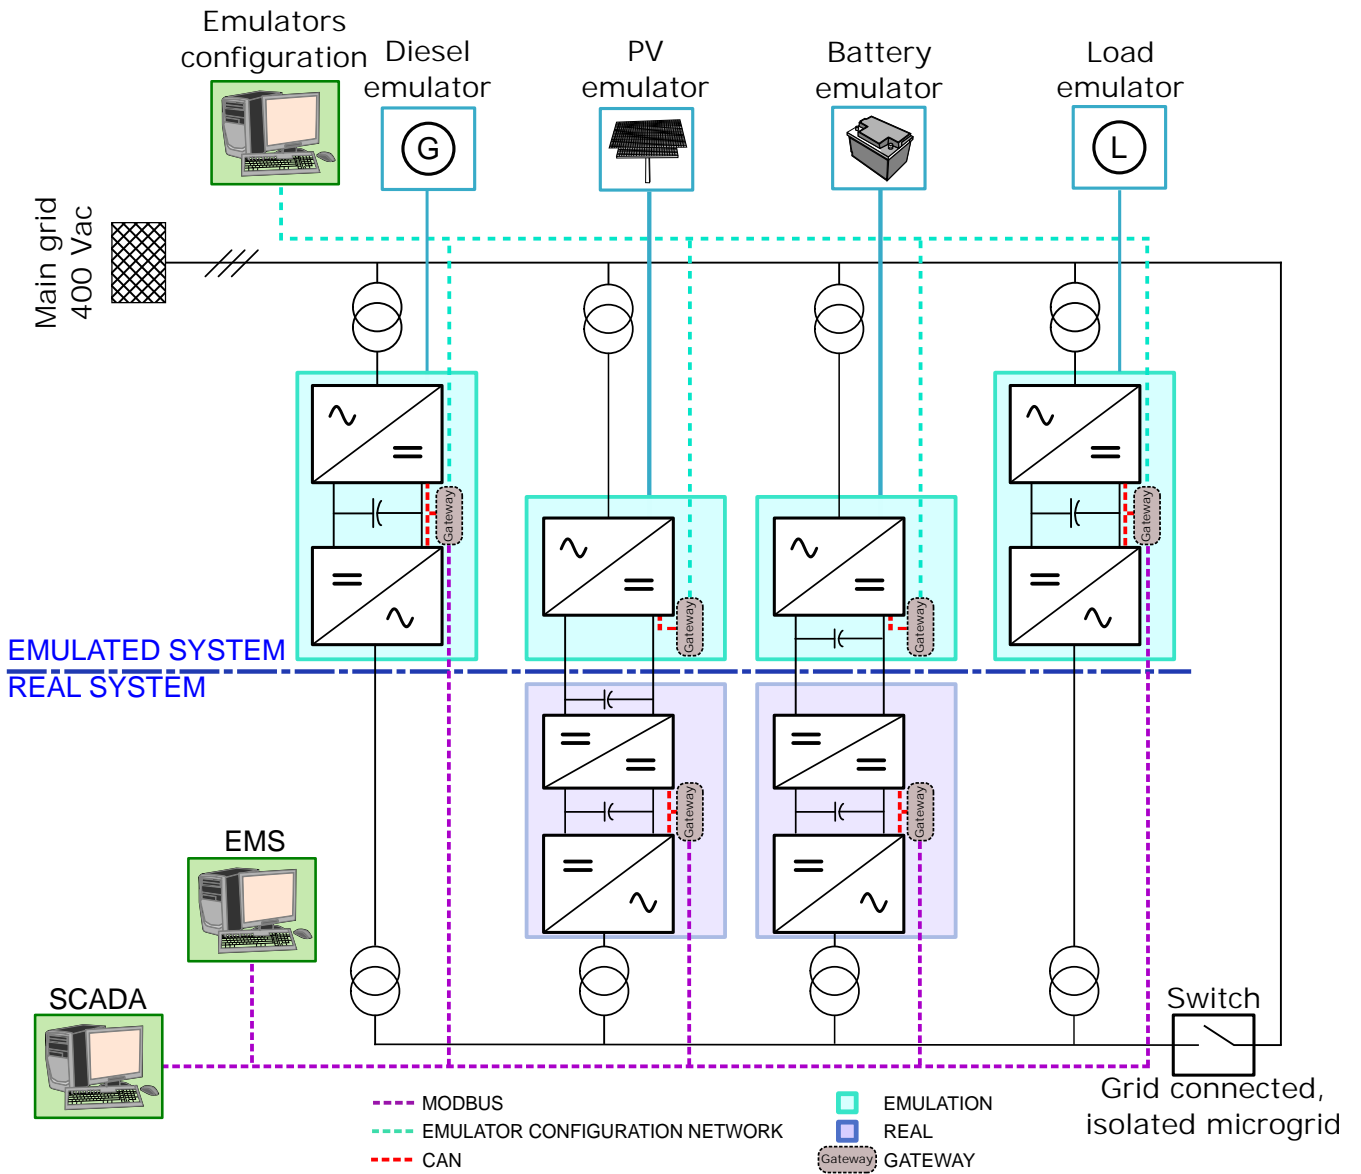 Emulators
configuration
Diesel
emulator
PV
emulator
Battery
emulator
Load
emulator
G
L
Main grid
400 Vac
Gateway
Gateway
Gateway
Gateway
EMULATED SYSTEM
REAL SYSTEM
Gateway
Gateway
EMS
SCADA
Switch
Grid connected,
isolated microgrid
MODBUS
EMULATOR CONFIGURATION NETWORK
CAN
EMULATION
REAL
Gateway
GATEWAY